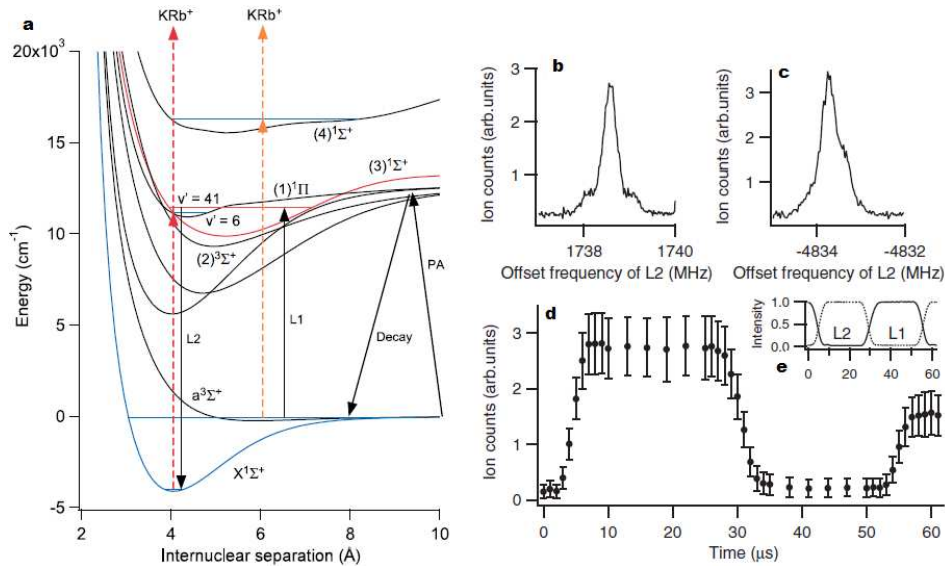 a
KRb⁺
KRb⁺
20x10³
15
10
5
0
-5
Energy (cm⁻¹)
2
4
6
8
10
Internuclear separation (Å)
(4)¹Σ⁺
(3)¹Σ⁺
(1)¹Π
v' = 41
v' = 6
(2)³Σ⁺
PA
L2
L1
Decay
a³Σ⁺
X¹Σ⁺
b
3
2
1
Ion counts (arb.units)
1738
1740
Offset frequency of L2 (MHz)
c
3
2
1
Ion counts (arb.units)
-4834
-4832
Offset frequency of L2 (MHz)
d
3
2
1
0
Ion counts (arb.units)
0
10
20
30
40
50
60
Time (μs)
e
1.0
0.5
0.0
Intensity
L2
L1
0
20
40
60